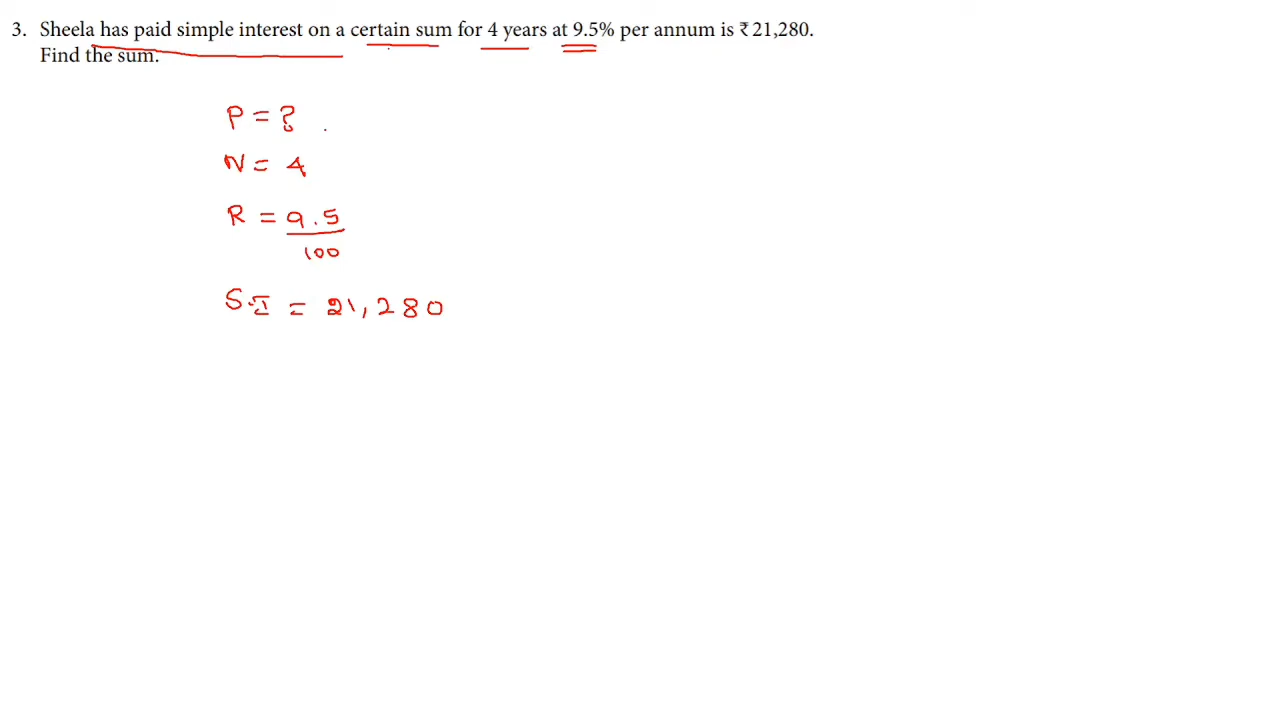 3. Sheela has paid simple interest on a certain sum for 4 years at 9.5% per annum is ₹21,280.
Find the sum.
P = ?
N = 4
R = 9.5
100
S.I = 21,280